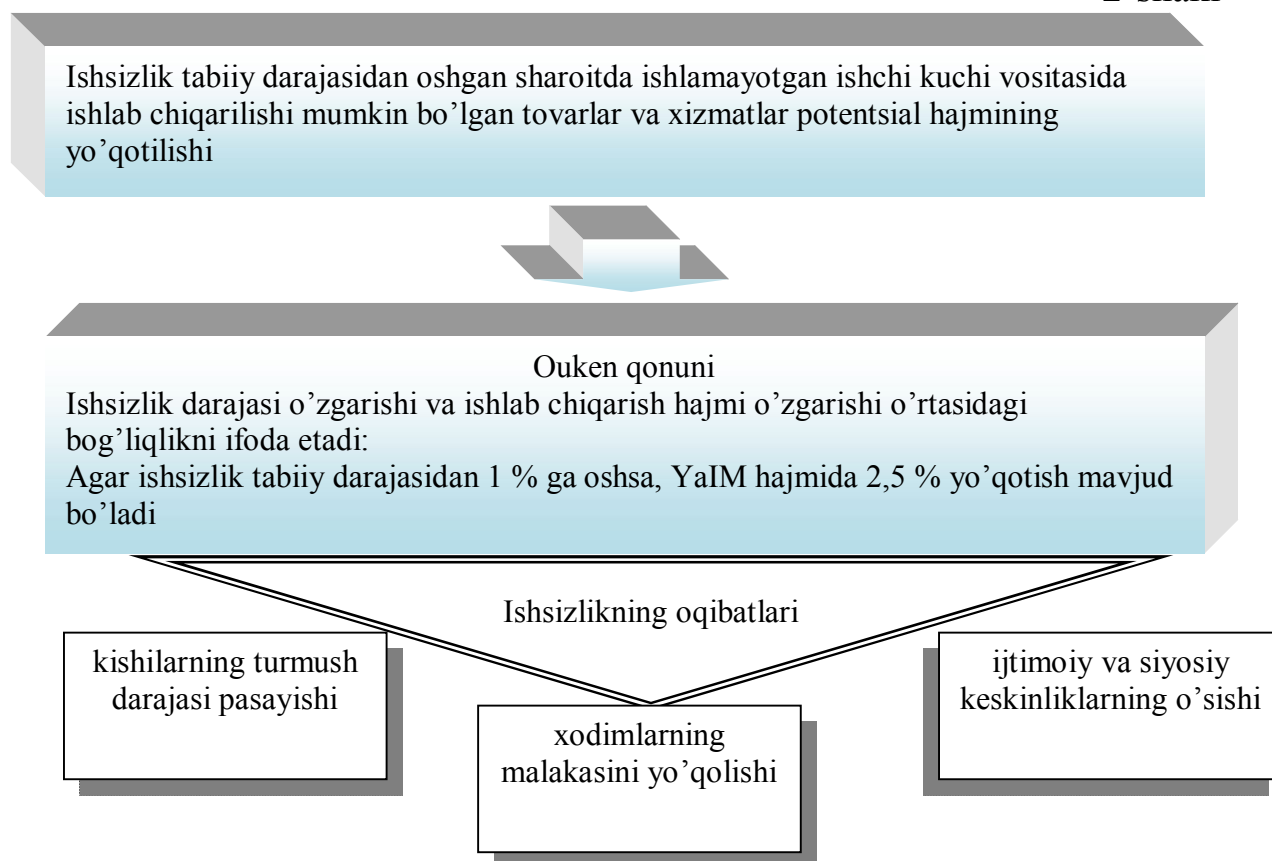 Ishsizlik tabiiy darajasidan oshgan sharoitda ishlamayotgan ishchi kuchi vositasida
ishlab chiqarilishi mumkin bo’lgan tovarlar va xizmatlar potentsial hajmining
yo’qotilishi
Ouken qonuni
Ishsizlik darajasi o’zgarishi va ishlab chiqarish hajmi o’zgarishi o’rtasidagi
bog’liqlikni ifoda etadi:
Agar ishsizlik tabiiy darajasidan 1 % ga oshsa, YaIM hajmida 2,5 % yo’qotish mavjud
bo’ladi
Ishsizlikning oqibatlari
kishilarning turmush
darajasi pasayishi
xodimlarning
malakasini yo’qolishi
ijtimoiy va siyosiy
keskinliklarning o’sishi